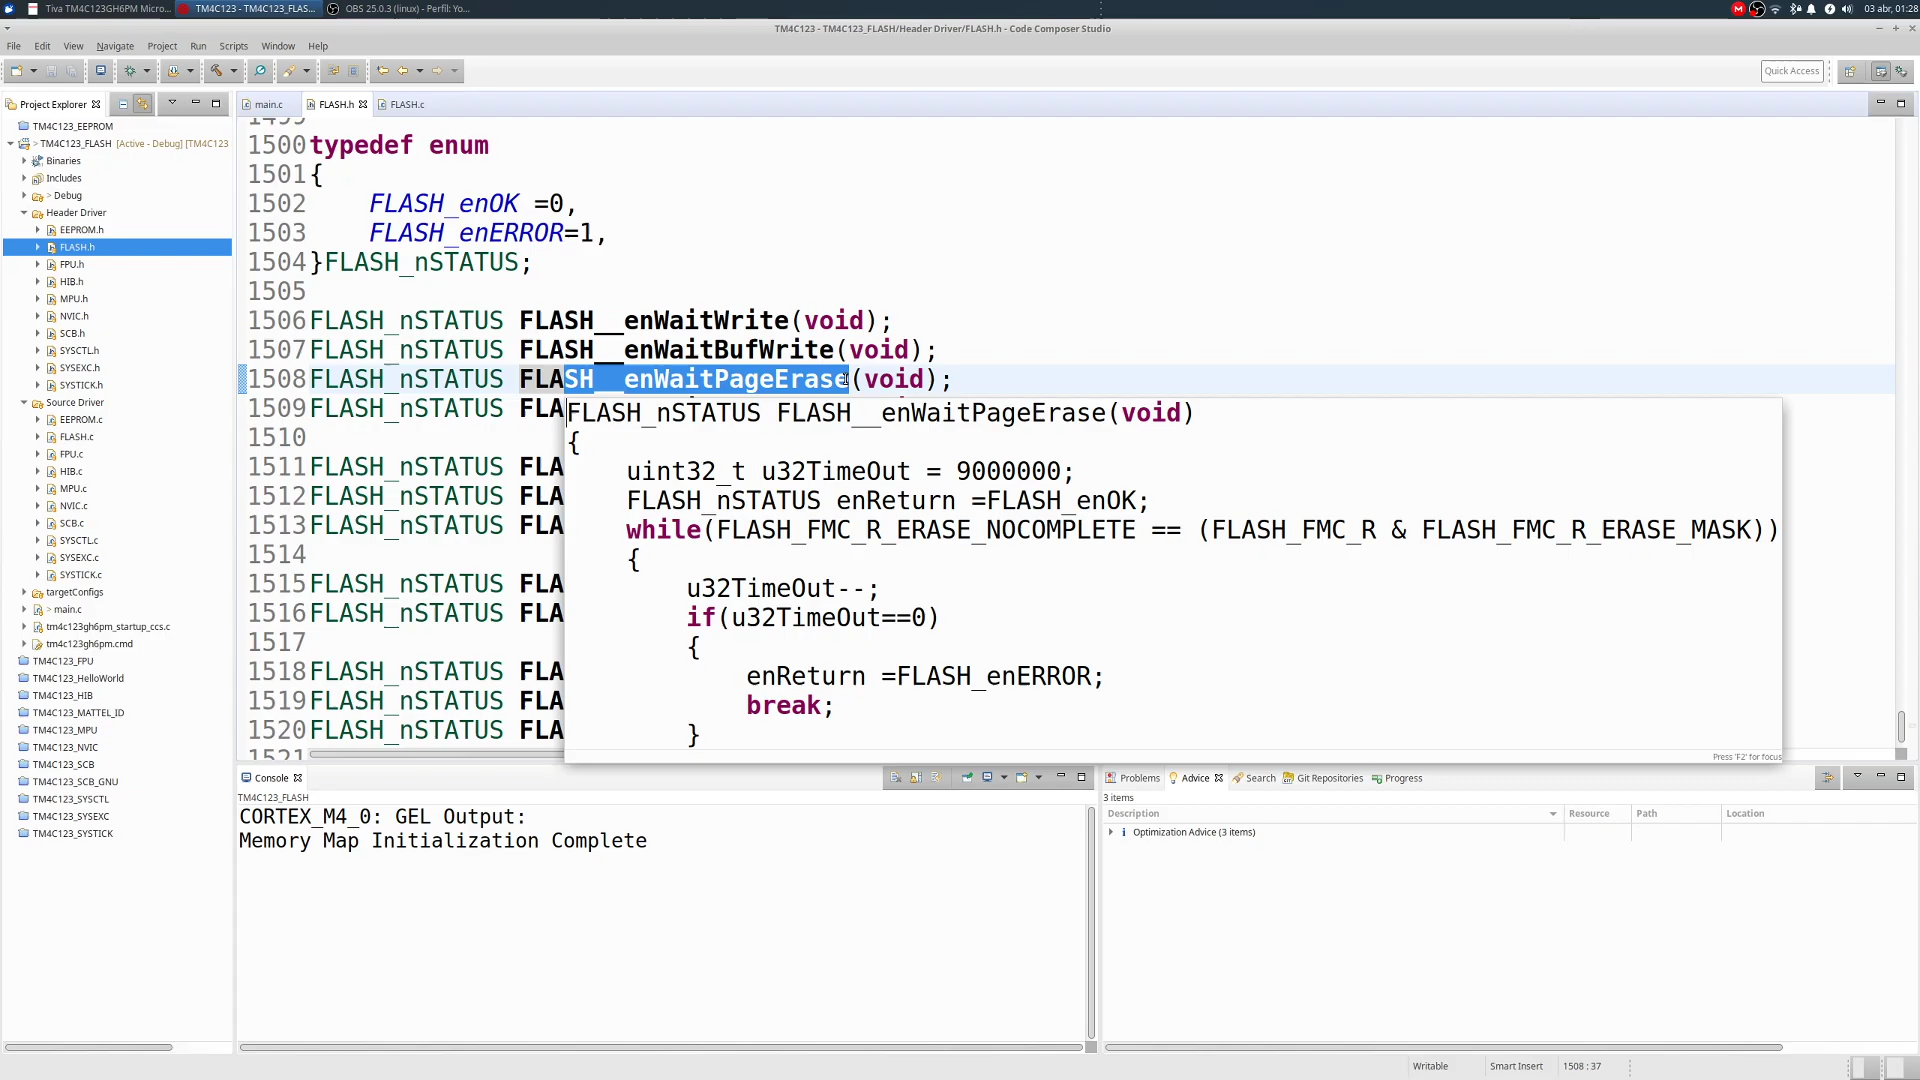 Tiva TM4C123GH6PM Micro...
TM4C123 - TM4C123_FLAS...
OBS 25.0.3 (linux) - Perfil: Yo...
03 abr, 01:28
TM4C123 - TM4C123_FLASH/Header Driver/FLASH.h - Code Composer Studio
File Edit View Navigate Project Run Scripts Window Help
Quick Access
Project Explorer
main.c
FLASH.h
FLASH.c
TM4C123_EEPROM
> TM4C123_FLASH [Active - Debug] [TM4C123
Binaries
Includes
> Debug
Header Driver
EEPROM.h
FLASH.h
FPU.h
HIB.h
MPU.h
NVIC.h
SCB.h
SYSCTL.h
SYSEXC.h
SYSTICK.h
Source Driver
EEPROM.c
FLASH.c
FPU.c
HIB.c
MPU.c
NVIC.c
SCB.c
SYSCTL.c
SYSEXC.c
SYSTICK.c
targetConfigs
> main.c
tm4c123gh6pm_startup_ccs.c
tm4c123gh6pm.cmd
TM4C123_FPU
TM4C123_HelloWorld
TM4C123_HIB
TM4C123_MATTEL_ID
TM4C123_MPU
TM4C123_NVIC
TM4C123_SCB
TM4C123_SCB_GNU
TM4C123_SYSCTL
TM4C123_SYSEXC
TM4C123_SYSTICK
1499
1500 typedef enum
1501 {
1502 FLASH_enOK =0,
1503 FLASH_enERROR=1,
1504 }FLASH_nSTATUS;
1505
1506 FLASH_nSTATUS FLASH__enWaitWrite(void);
1507 FLASH_nSTATUS FLASH__enWaitBufWrite(void);
1508 FLASH_nSTATUS FLASH__enWaitPageErase(void);
1509 FLASH_nSTATUS FLA
1510
1511 FLASH_nSTATUS FLA
1512 FLASH_nSTATUS FLA
1513 FLASH_nSTATUS FLA
1514
1515 FLASH_nSTATUS FLA
1516 FLASH_nSTATUS FLA
1517
1518 FLASH_nSTATUS FLA
1519 FLASH_nSTATUS FLA
1520 FLASH_nSTATUS FLA
1521
FLASH_nSTATUS FLASH__enWaitPageErase(void)
{
uint32_t u32TimeOut = 9000000;
FLASH_nSTATUS enReturn =FLASH_enOK;
while(FLASH_FMC_R_ERASE_NOCOMPLETE == (FLASH_FMC_R & FLASH_FMC_R_ERASE_MASK))
{
u32TimeOut--;
if(u32TimeOut==0)
{
enReturn =FLASH_enERROR;
break;
}
Press 'F2' for focus
Console
TM4C123_FLASH
CORTEX_M4_0: GEL Output:
Memory Map Initialization Complete
Problems Advice Search Git Repositories Progress
3 items
Description Resource Path Location
Optimization Advice (3 items)
Writable Smart Insert 1508 : 37